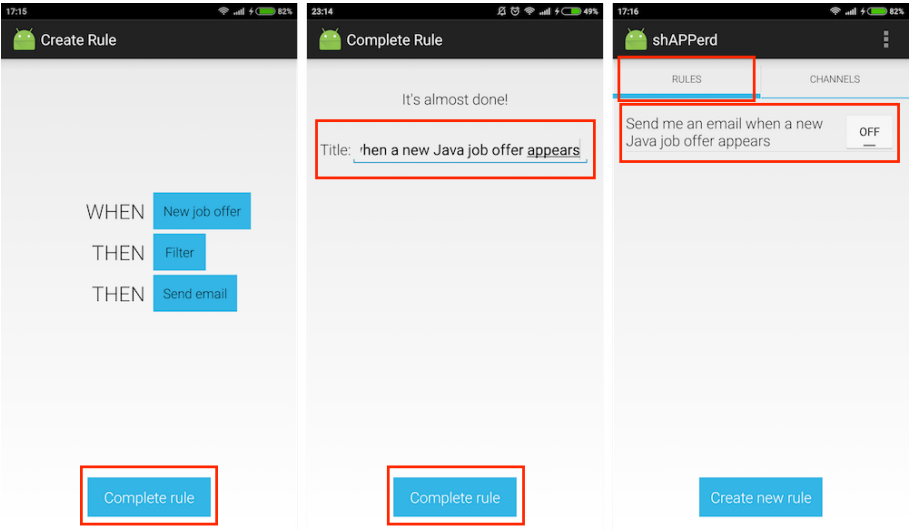 17:15
82%
Create Rule
WHEN New job offer
THEN Filter
THEN Send email
Complete rule
23:14
49%
Complete Rule
It's almost done!
Title: when a new Java job offer appears
Complete rule
17:16
82%
shAPPerd
RULES
CHANNELS
Send me an email when a new
Java job offer appears
OFF
Create new rule